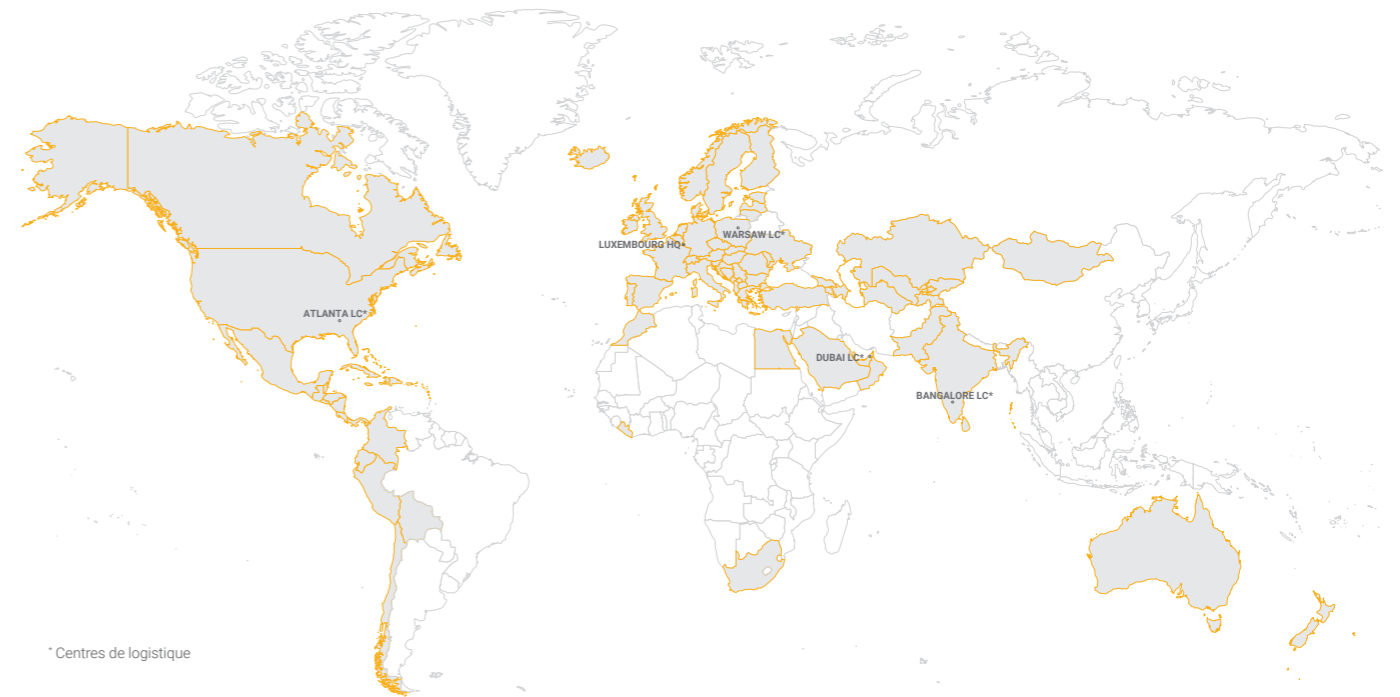 WARSAW LC*
LUXEMBOURG HQ*
ATLANTA LC*
DUBAI LC*
BANGALORE LC*
* Centres de logistique